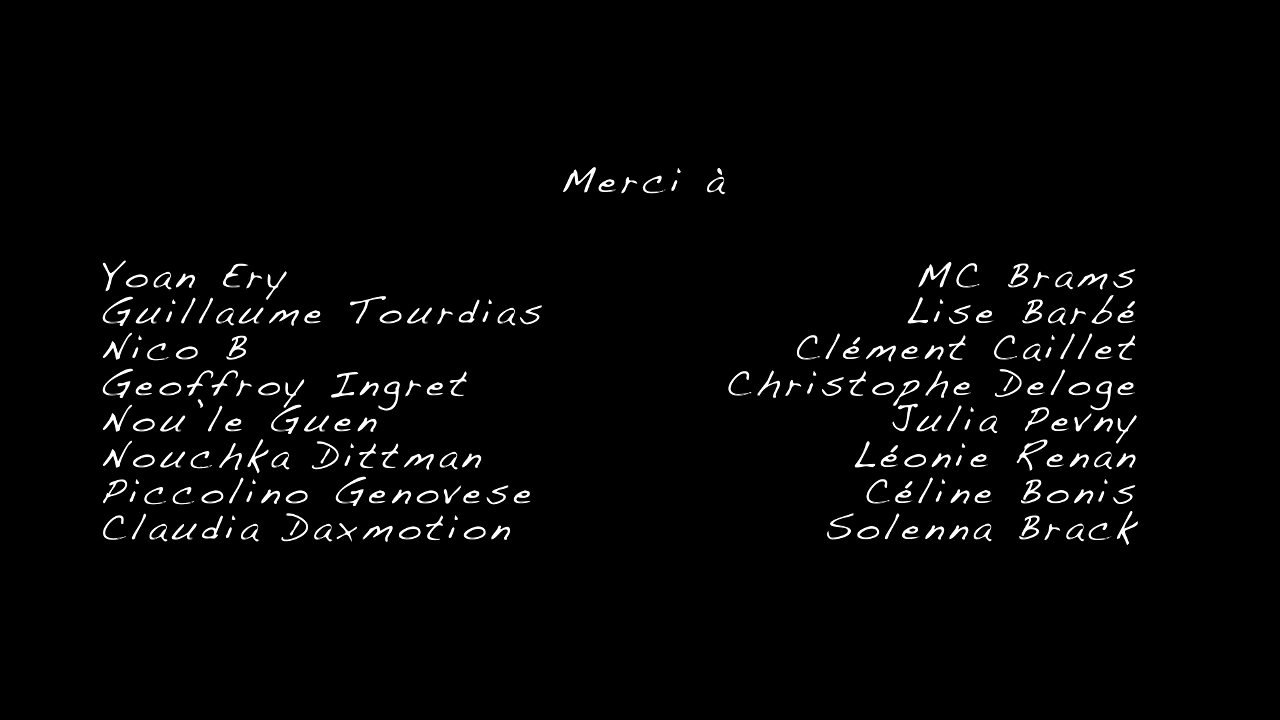 Merci à
Yoan Ery
Guillaume Tourdias
Nico B
Geoffroy Ingret
Nou`le Guen
Nouchka Dittman
Piccolino Genovese
Claudia Daxmotion
MC Brams
Lise Barbé
Clément Caillet
Christophe Deloge
Julia Pevny
Léonie Renan
Céline Bonis
Solenna Brack